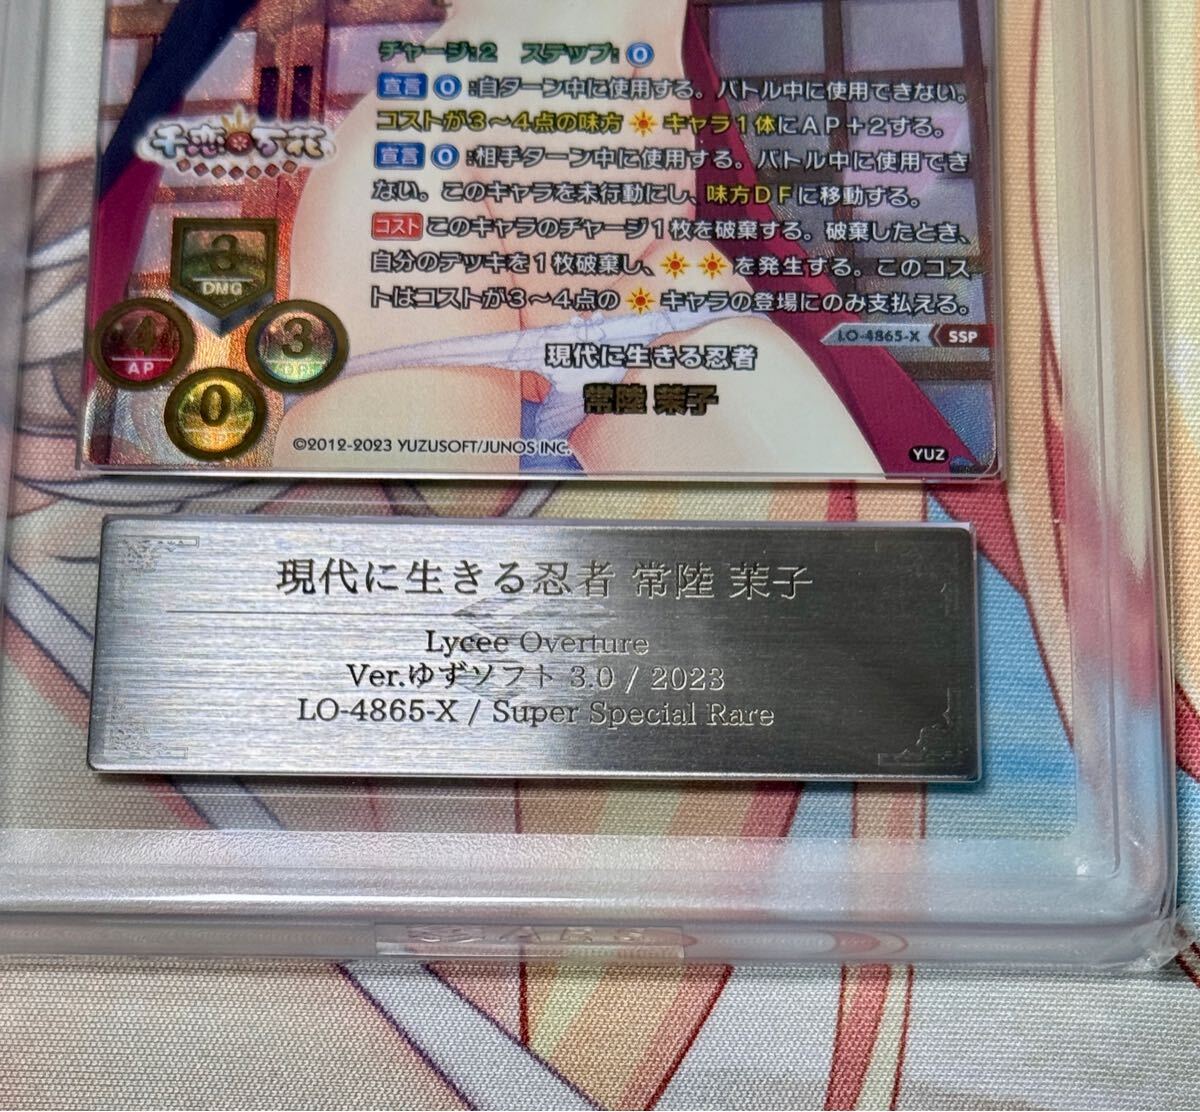 チャージ:2 ステップ:0
宣言 0 :自ターン中に使用する。バトル中に使用できない。
コストが3~4点の味方 キャラ1体にAP+2する。
宣言 0 :相手ターン中に使用する。バトル中に使用でき
ない。このキャラを未行動にし、味方DFに移動する。
コスト このキャラのチャージ1枚を破棄する。破棄したとき、
自分のデッキを1枚破棄し、 を発生する。このコス
トはコストが3~4点の キャラの登場にのみ支払える。
千恋*万花
3
DMG
4
AP
3
DP
0
SP
LO-4865-X SSP
現代に生きる忍者
常陸 茉子
©2012-2023 YUZUSOFT/JUNOS INC.
YUZ
現代に生きる忍者 常陸 茉子
Lycee Overture
Ver.ゆずソフト 3.0 / 2023
LO-4865-X / Super Special Rare
ARS